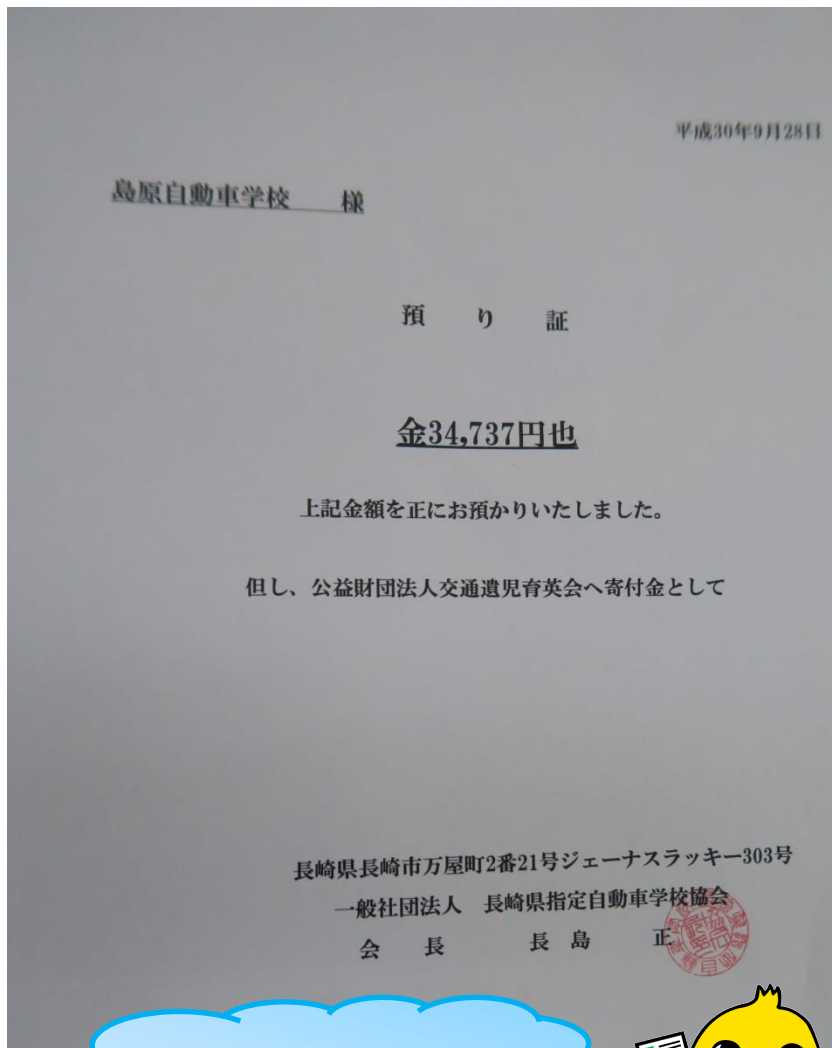 平成30年9月28日
島原自動車学校　様
預り証
金34,737円也
上記金額を正にお預かりいたしました。
但し、公益財団法人交通遺児育英会へ寄付金として
長崎県長崎市万屋町2番21号ジェーナスラッキー303号
一般社団法人　長崎県指定自動車学校協会
会長　長島　正